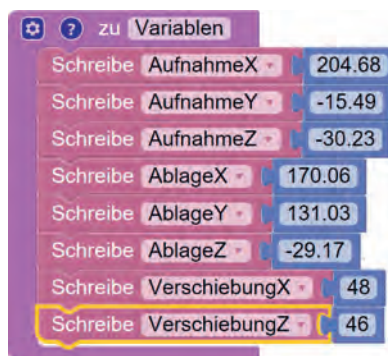 ? zu Variablen
Schreibe AufnahmeX 204.68
Schreibe AufnahmeY -15.49
Schreibe AufnahmeZ -30.23
Schreibe AblageX 170.06
Schreibe AblageY 131.03
Schreibe AblageZ -29.17
Schreibe VerschiebungX 48
Schreibe VerschiebungZ 46